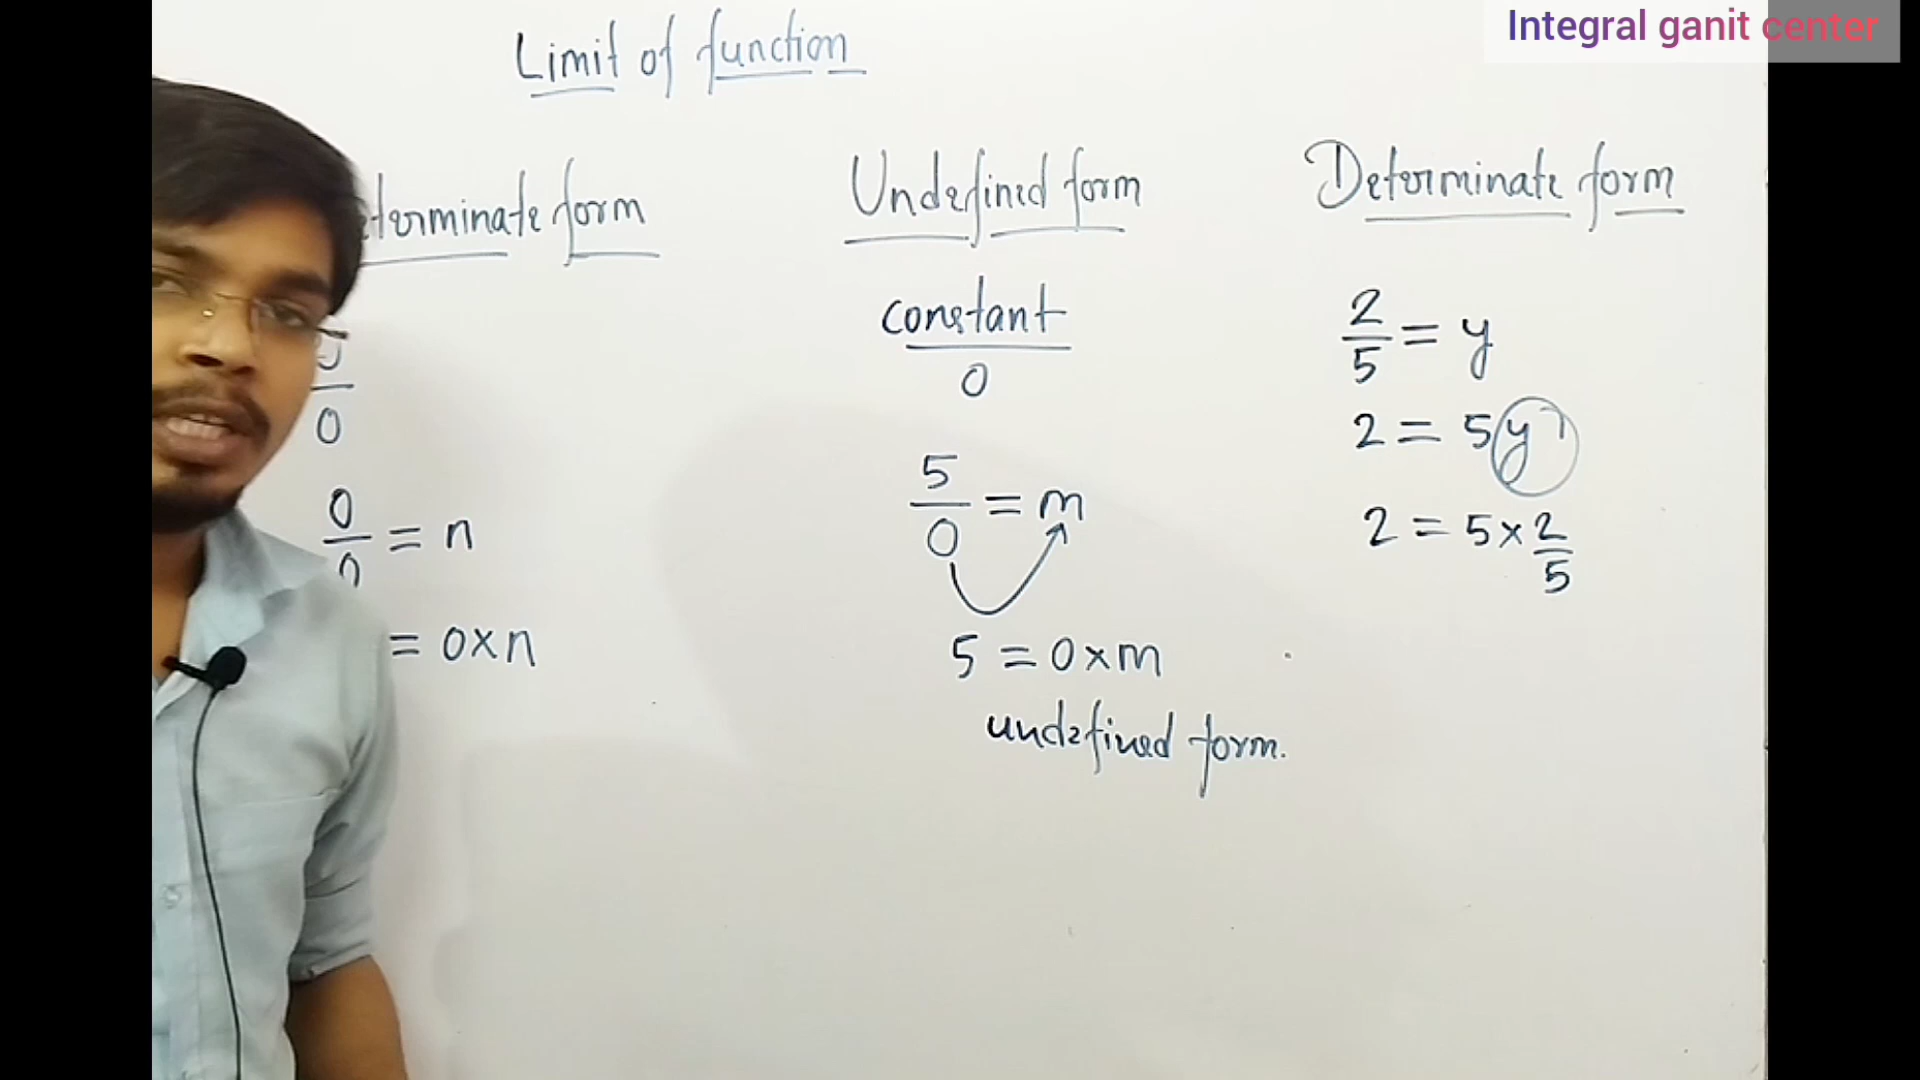 Integral ganit center
Limit of function
terminate form
0
0
0 = n
0
= 0×n
Undefined form
constant
0
5
0 = m
5 = 0×m
undefined form.
Determinate form
2
5 = y
2 = 5y
2 = 5×2
5